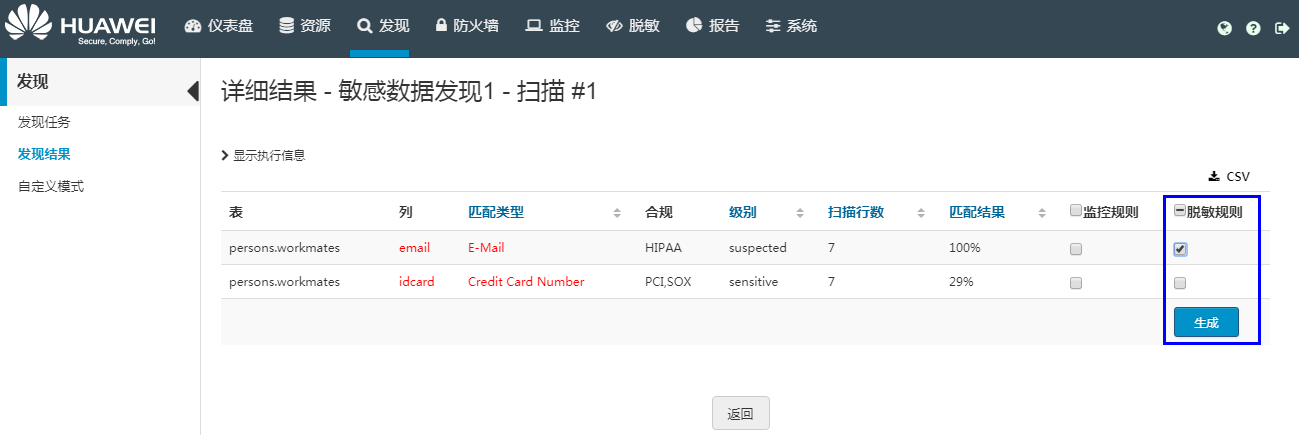 HUAWEI
Secure, Comply, Go!
仪表盘 资源 发现 防火墙 监控 脱敏 报告 系统
发现
发现任务
发现结果
自定义模式
详细结果 - 敏感数据发现1 - 扫描 #1
显示执行信息
CSV
表 列 匹配类型 合规 级别 扫描行数 匹配结果 监控规则 脱敏规则
persons.workmates email E-Mail HIPAA suspected 7 100%
persons.workmates idcard Credit Card Number PCI,SOX sensitive 7 29%
生成
返回